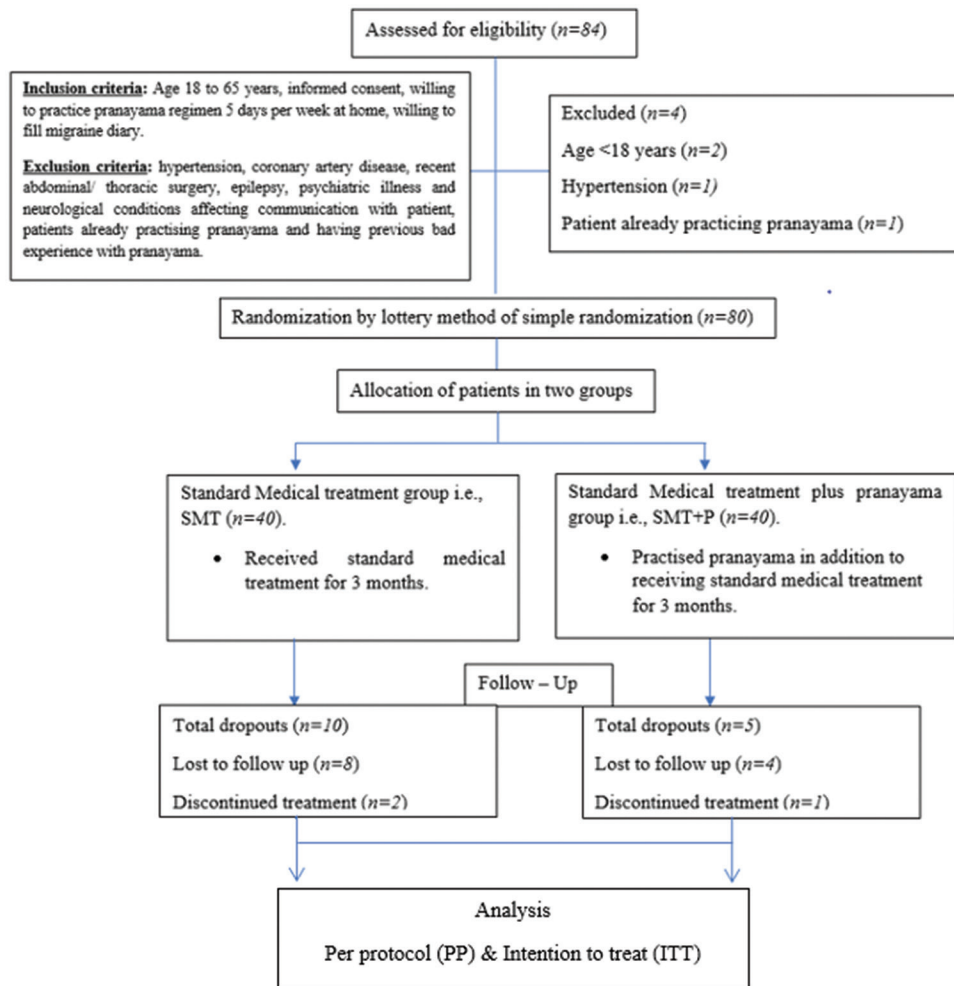 Assessed for eligibility (n=84)
Inclusion criteria: Age 18 to 65 years, informed consent, willing
to practice pranayama regimen 5 days per week at home, willing to
fill migraine diary.
Exclusion criteria: hypertension, coronary artery disease, recent
abdominal/ thoracic surgery, epilepsy, psychiatric illness and
neurological conditions affecting communication with patient,
patients already practising pranayama and having previous bad
experience with pranayama.
Excluded (n=4)
Age <18 years (n=2)
Hypertension (n=1)
Patient already practicing pranayama (n=1)
Randomization by lottery method of simple randomization (n=80)
Allocation of patients in two groups
Standard Medical treatment group i.e.,
SMT (n=40).
• Received standard medical
treatment for 3 months.
Standard Medical treatment plus pranayama
group i.e., SMT+P (n=40).
• Practised pranayama in addition to
receiving standard medical treatment
for 3 months.
Follow – Up
Total dropouts (n=10)
Lost to follow up (n=8)
Discontinued treatment (n=2)
Total dropouts (n=5)
Lost to follow up (n=4)
Discontinued treatment (n=1)
Analysis
Per protocol (PP) & Intention to treat (ITT)